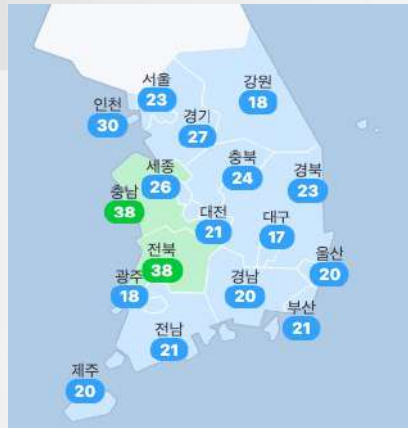 서울
23
강원
18
인천
30
경기
27
세종
26
충북
24
경북
23
충남
38
대전
21
대구
17
전북
38
울산
20
광주
18
경남
20
부산
21
전남
21
제주
20